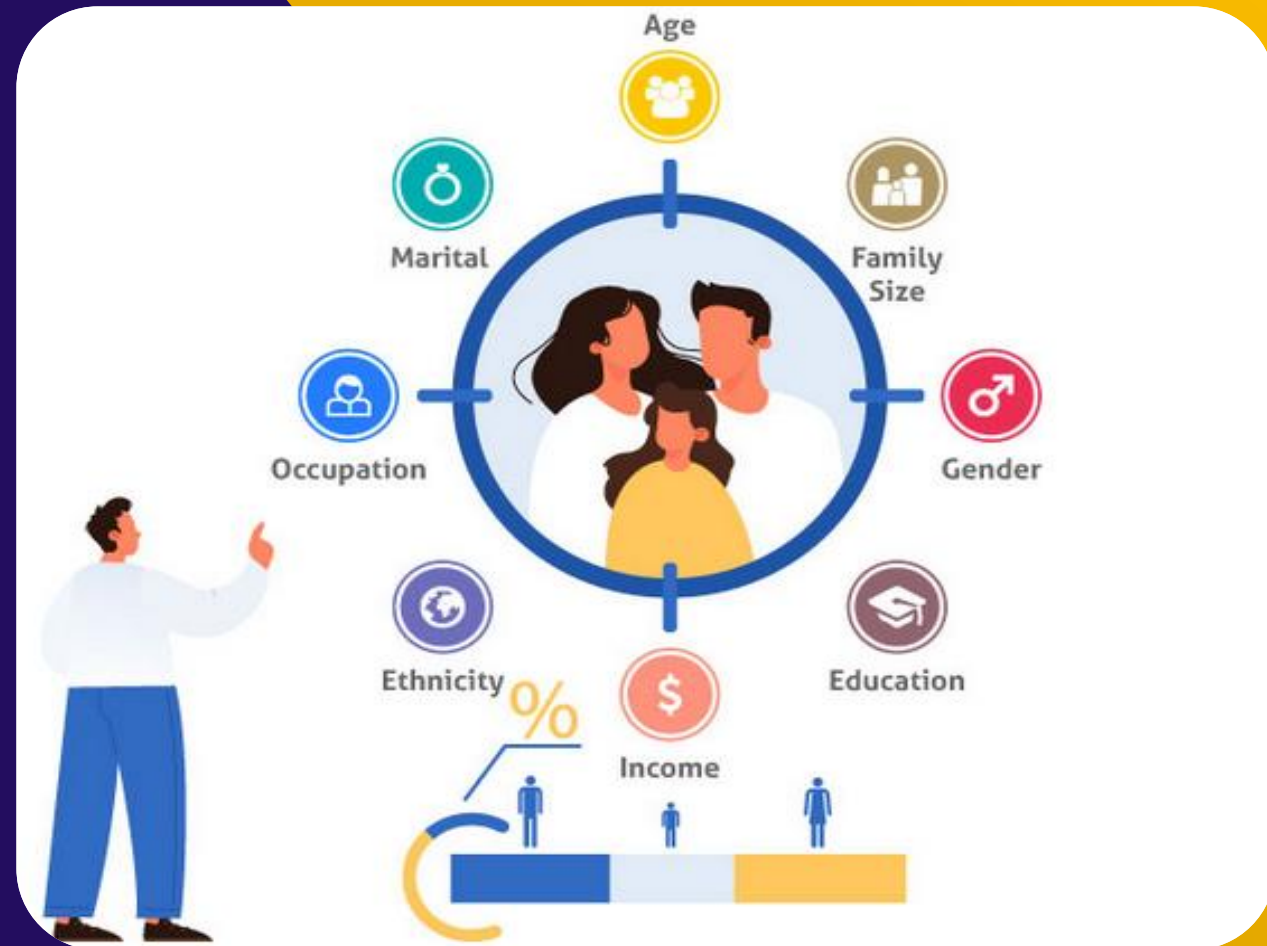 Age
Marital
Family
Size
Occupation
Gender
Ethnicity
Education
%
$
Income